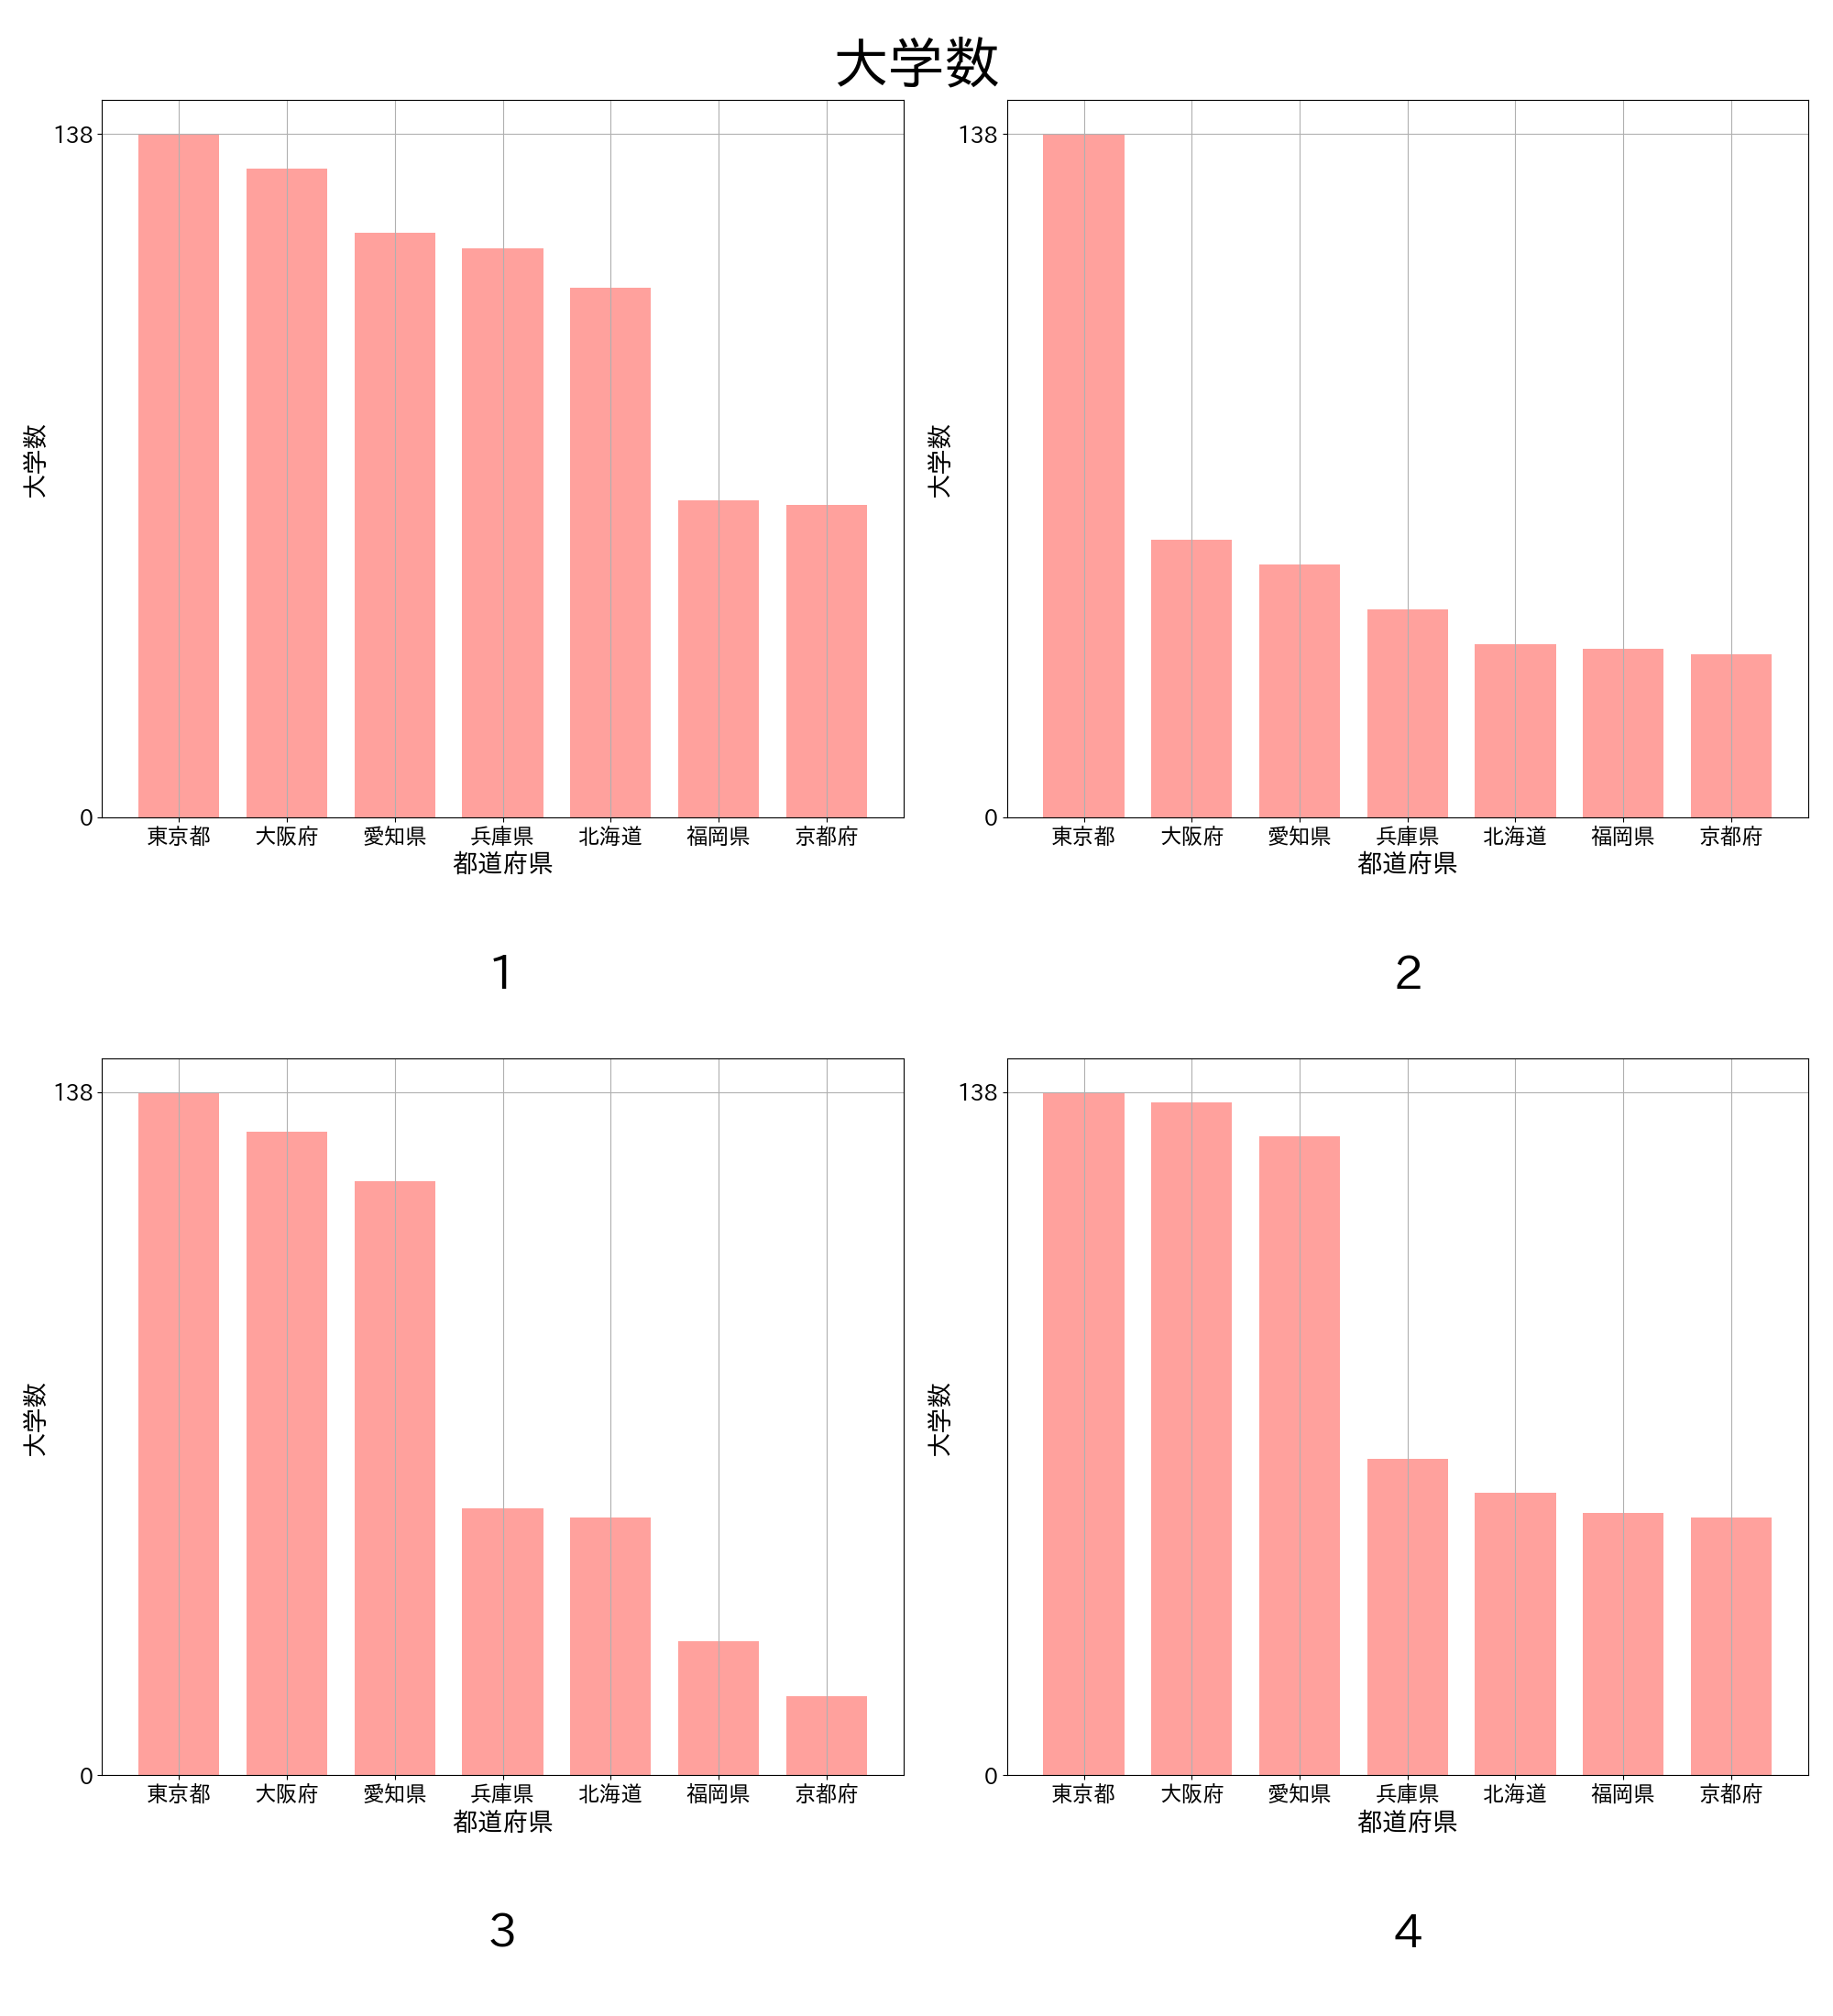 大学数
138
0
大学数
東京都 大阪府 愛知県 兵庫県 北海道 福岡県 京都府
都道府県
1
138
0
大学数
東京都 大阪府 愛知県 兵庫県 北海道 福岡県 京都府
都道府県
2
138
0
大学数
東京都 大阪府 愛知県 兵庫県 北海道 福岡県 京都府
都道府県
3
138
0
大学数
東京都 大阪府 愛知県 兵庫県 北海道 福岡県 京都府
都道府県
4